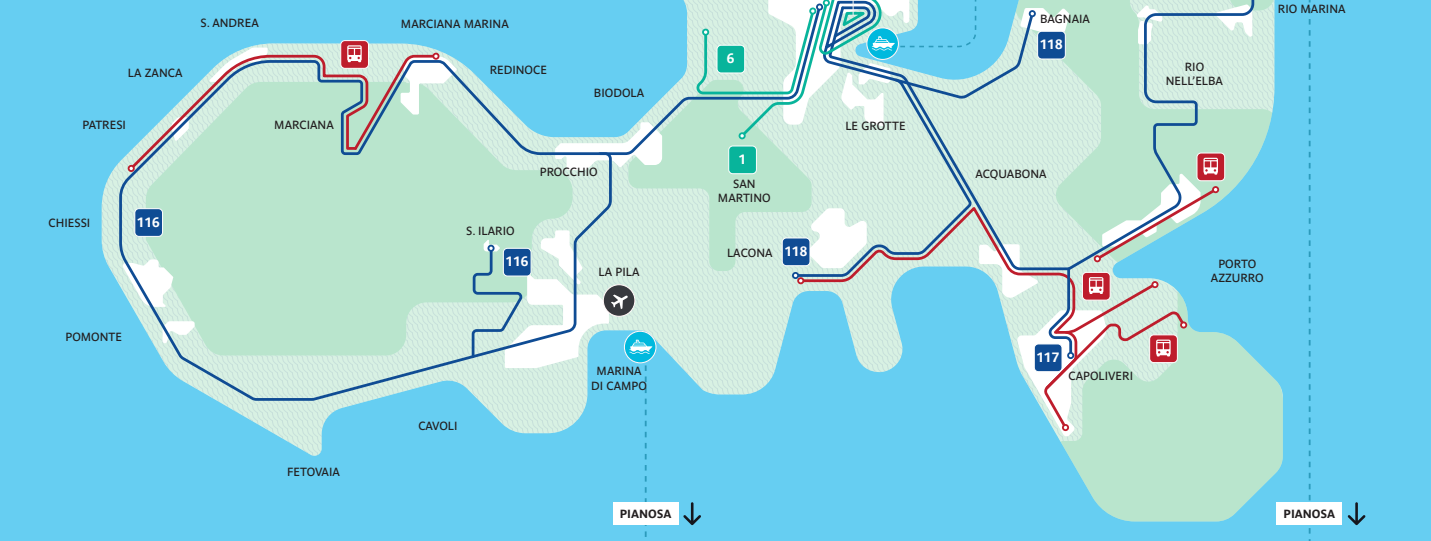 S. ANDREA
MARCIANA MARINA
BAGNAIA
RIO MARINA
118
6
LA ZANCA
REDINOCE
RIO
NELL'ELBA
BIODOLA
PATRESI
MARCIANA
LE GROTTE
1
PROCCHIO
ACQUABONA
SAN
MARTINO
CHIESSI
116
S. ILARIO
LACONA
118
116
LA PILA
PORTO
AZZURRO
POMONTE
117
MARINA
DI CAMPO
CAPOLIVERI
CAVOLI
FETOVAIA
PIANOSA
PIANOSA